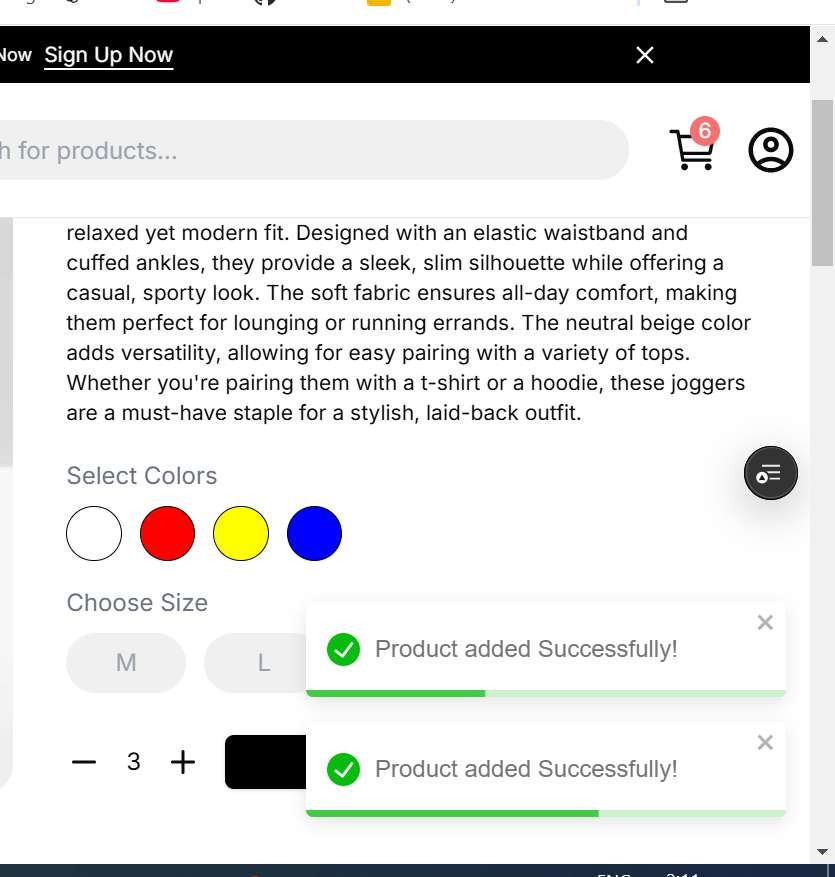 Now Sign Up Now
h for products...
6
relaxed yet modern fit. Designed with an elastic waistband and
cuffed ankles, they provide a sleek, slim silhouette while offering a
casual, sporty look. The soft fabric ensures all-day comfort, making
them perfect for lounging or running errands. The neutral beige color
adds versatility, allowing for easy pairing with a variety of tops.
Whether you're pairing them with a t-shirt or a hoodie, these joggers
are a must-have staple for a stylish, laid-back outfit.
Select Colors
Choose Size
M L
Product added Successfully!
3
Product added Successfully!